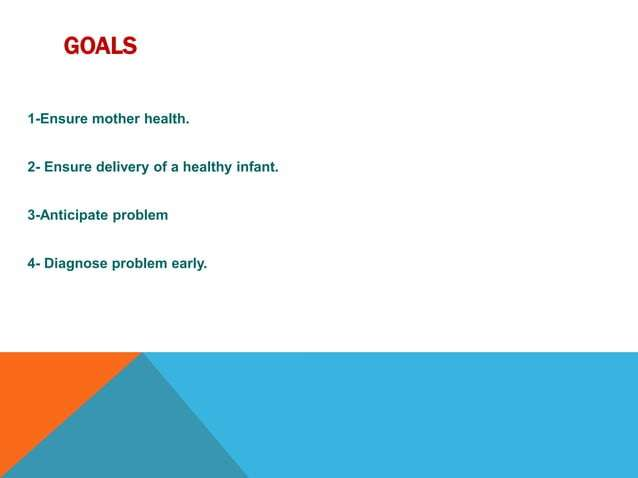 GOALS
1-Ensure mother health.
2- Ensure delivery of a healthy infant.
3-Anticipate problem
4- Diagnose problem early.